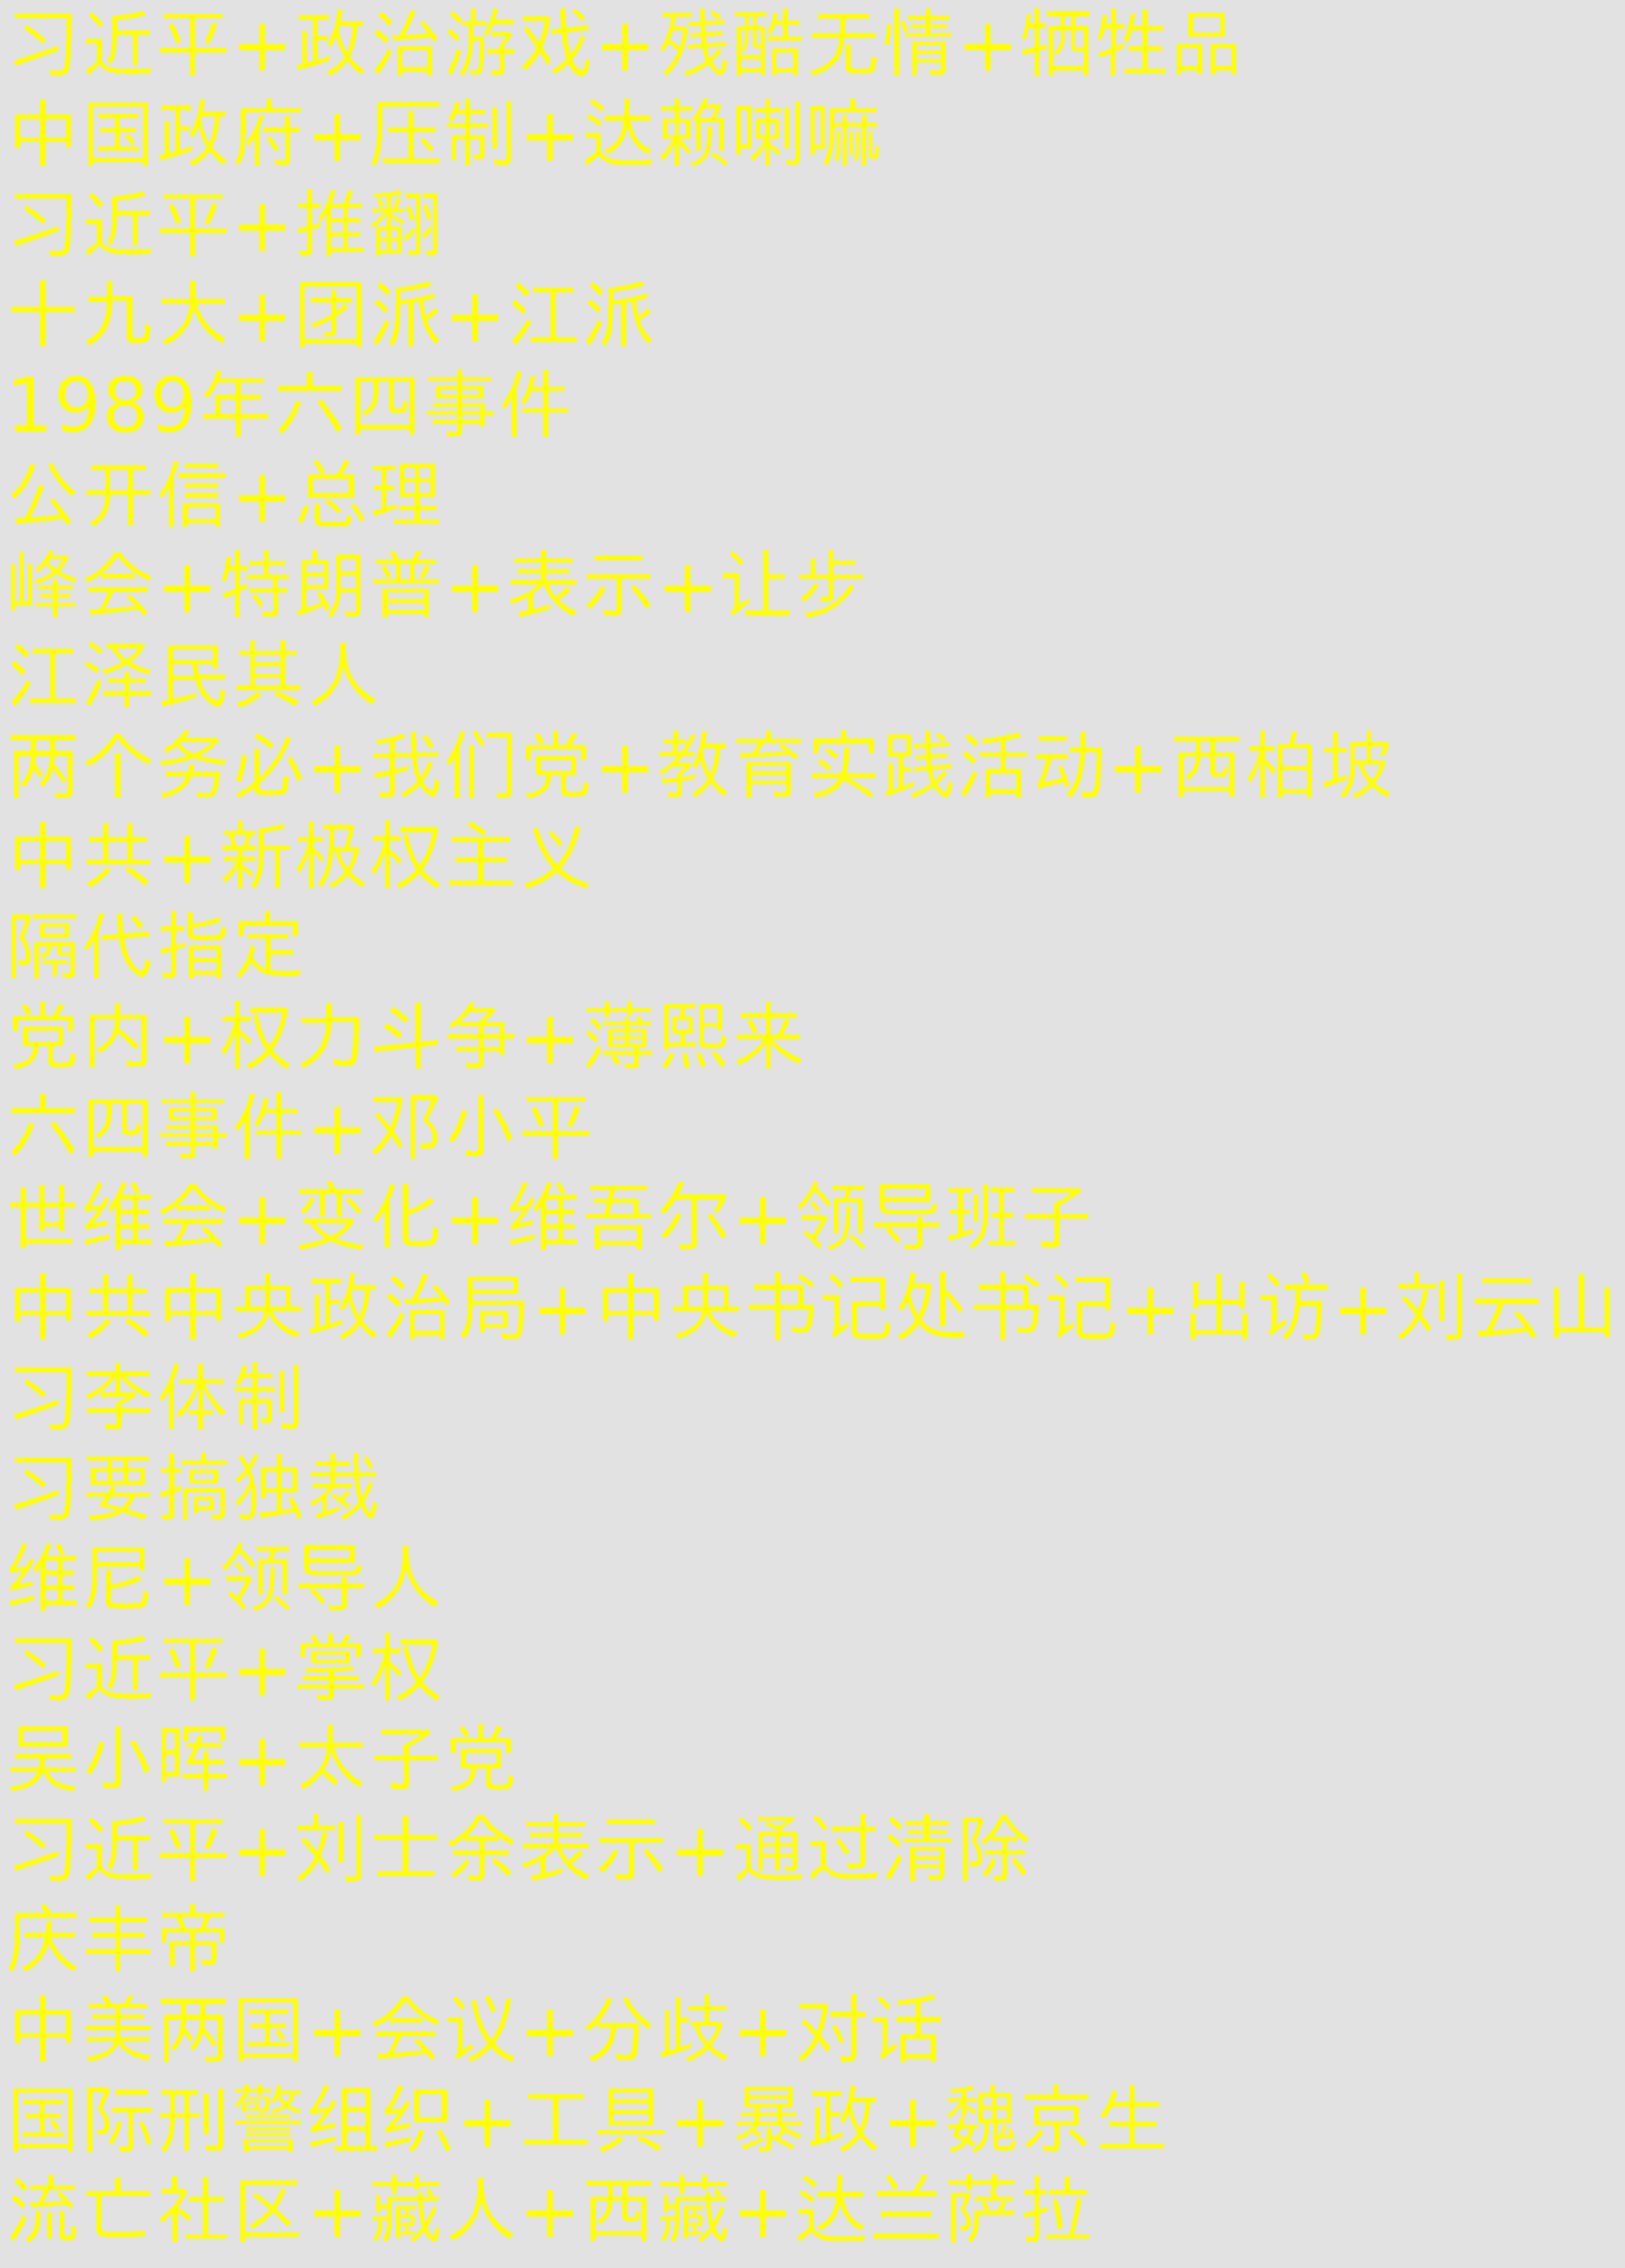 习近平+政治游戏+残酷无情+牺牲品
中国政府+压制+达赖喇嘛
习近平+推翻
十九大+团派+江派
1989年六四事件
公开信+总理
峰会+特朗普+表示+让步
江泽民其人
两个务必+我们党+教育实践活动+西柏坡
中共+新极权主义
隔代指定
党内+权力斗争+薄熙来
六四事件+邓小平
世维会+变化+维吾尔+领导班子
中共中央政治局+中央书记处书记+出访+刘云山
习李体制
习要搞独裁
维尼+领导人
习近平+掌权
吴小晖+太子党
习近平+刘士余表示+通过清除
庆丰帝
中美两国+会议+分歧+对话
国际刑警组织+工具+暴政+魏京生
流亡社区+藏人+西藏+达兰萨拉